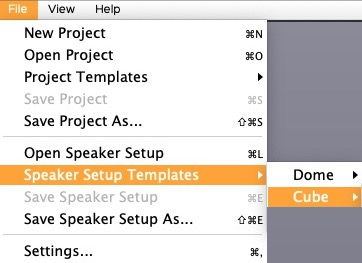 File View Help
New Project ⌘N
Open Project ⌘O
Project Templates
Save Project ⌘S
Save Project As... ⇧⌘S
Open Speaker Setup ⌘L
Speaker Setup Templates
Dome
Save Speaker Setup ⌘E
Cube
Save Speaker Setup As... ⇧⌘E
Settings... ⌘,